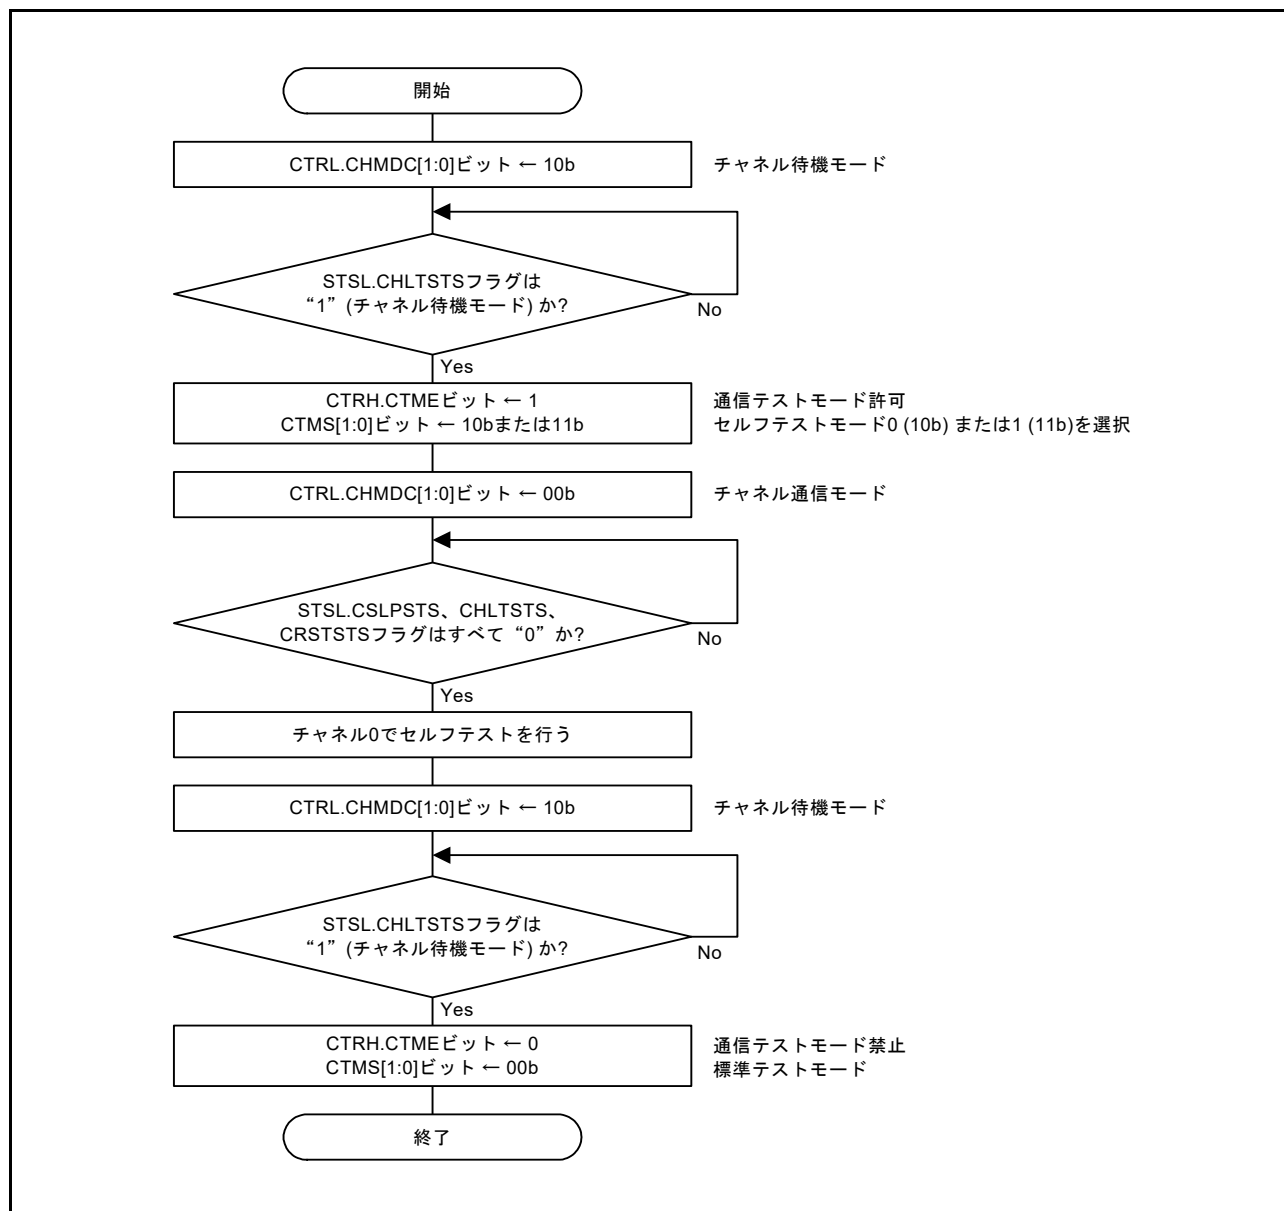 開始
CTRL.CHMDC[1:0]ビット ← 10b
チャネル待機モード
STSL.CHLTSTSフラグは
“1” (チャネル待機モード) か?
No
Yes
CTRH.CTMEビット ← 1
CTMS[1:0]ビット ← 10bまたは11b
通信テストモード許可
セルフテストモード0 (10b) または1 (11b)を選択
CTRL.CHMDC[1:0]ビット ← 00b
チャネル通信モード
STSL.CSLPSTS、CHLTSTS、
CRSTSTSフラグはすべて“0”か?
No
Yes
チャネル0でセルフテストを行う
CTRL.CHMDC[1:0]ビット ← 10b
チャネル待機モード
STSL.CHLTSTSフラグは
“1” (チャネル待機モード) か?
No
Yes
CTRH.CTMEビット ← 0
CTMS[1:0]ビット ← 00b
通信テストモード禁止
標準テストモード
終了